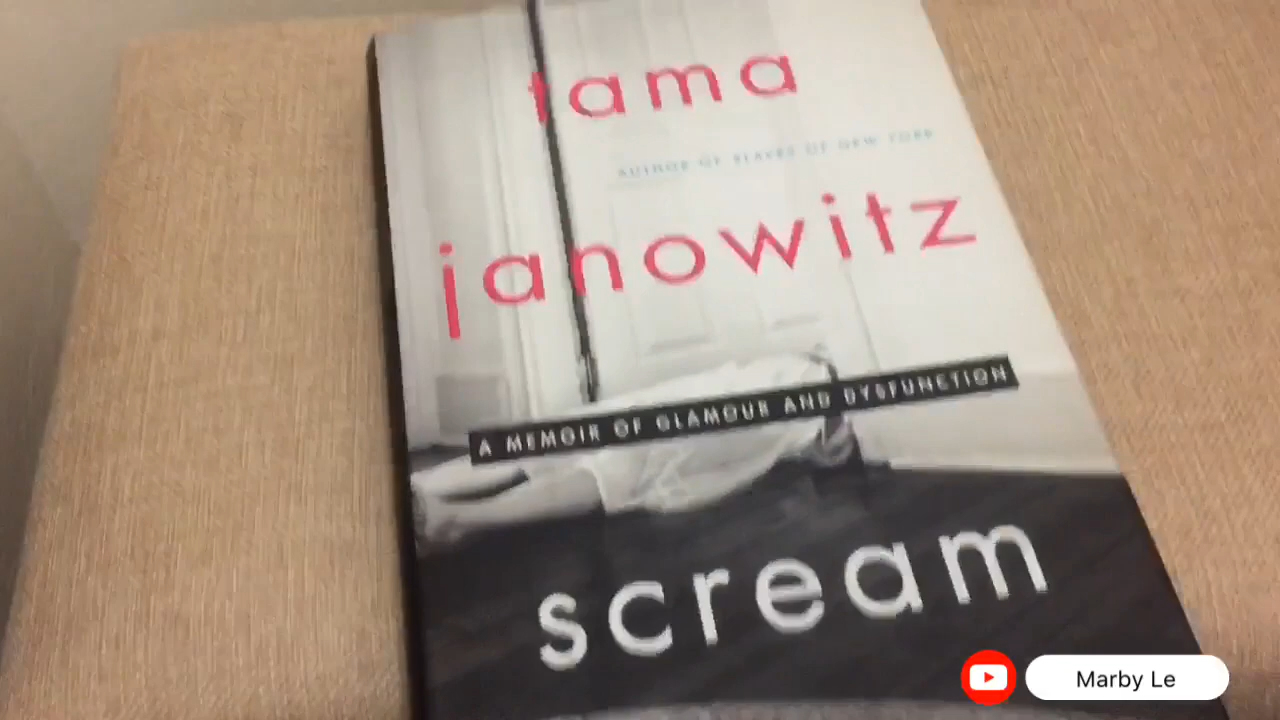 tama
AUTHOR OF SLAVES OF NEW YORK
janowitz
A MEMOIR OF GLAMOUR AND DYSFUNCTION
scream
Marby Le